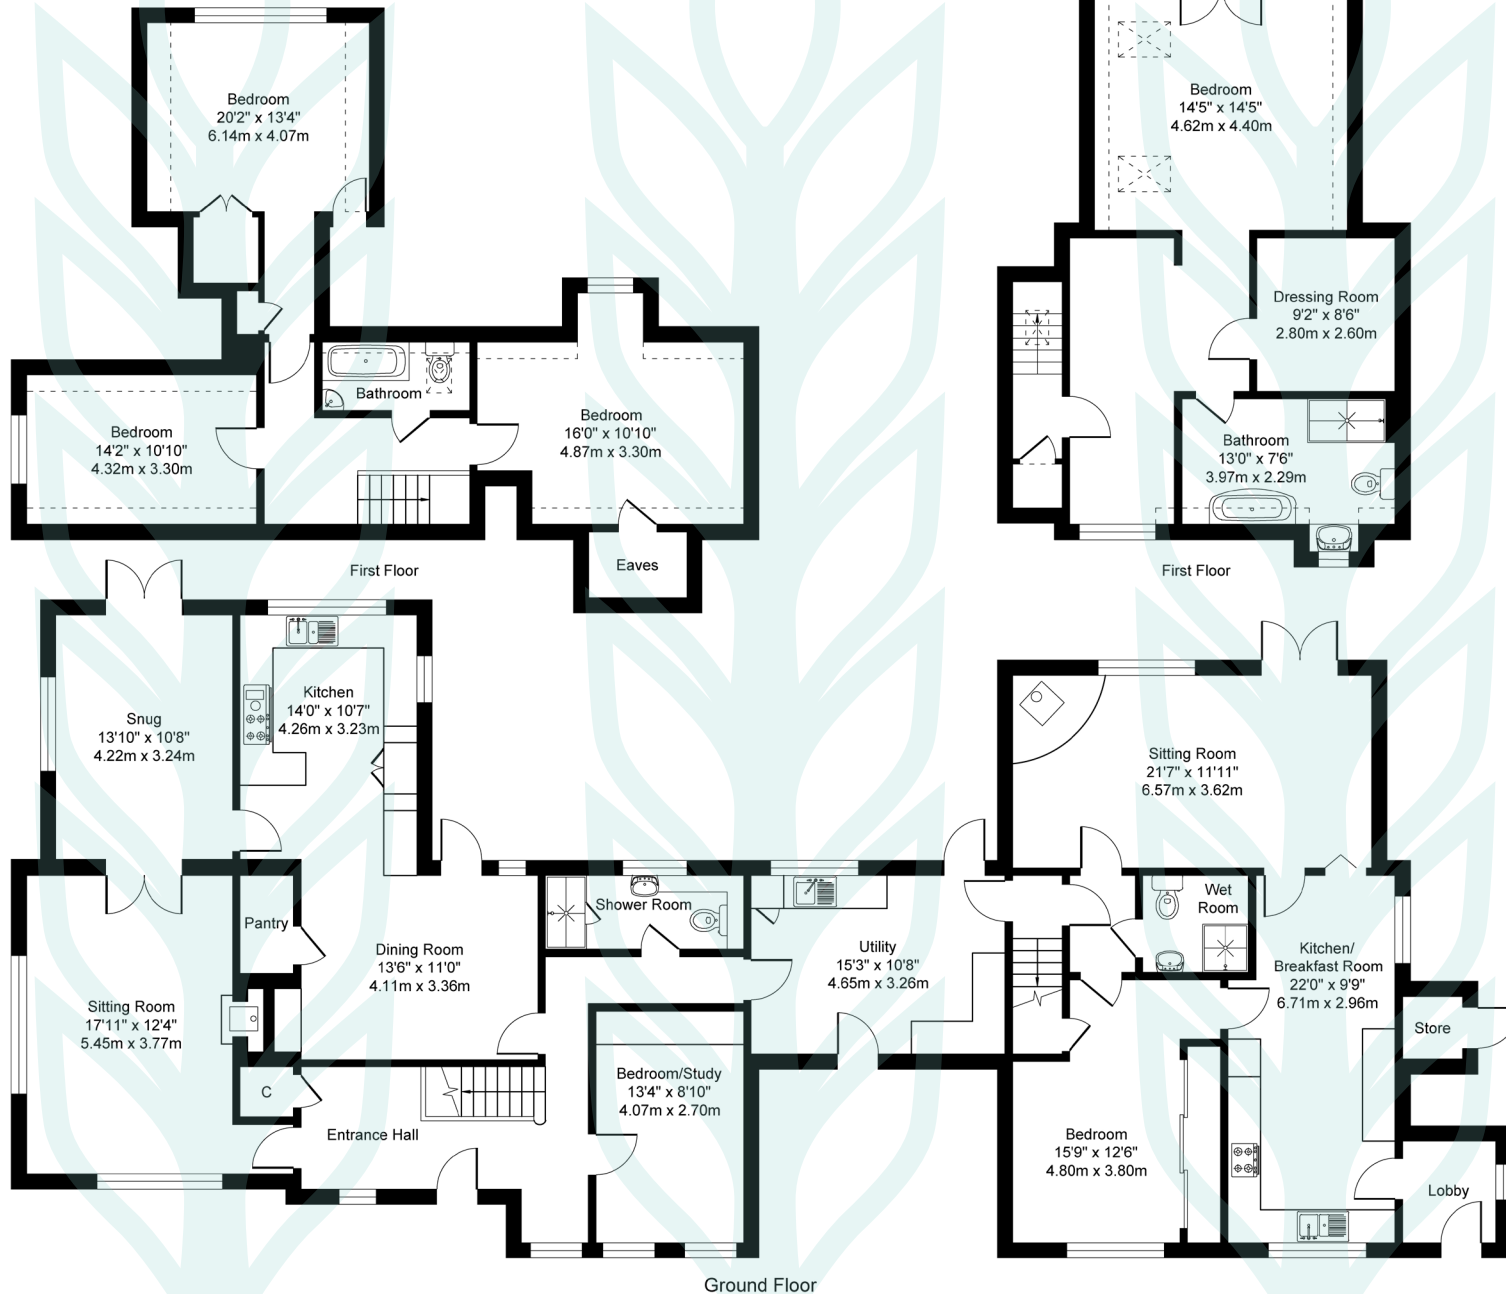 Bedroom
20'2" x 13'4"
6.14m x 4.07m
Bedroom
14'5" x 14'5"
4.62m x 4.40m
Dressing Room
9'2" x 8'6"
2.80m x 2.60m
Bathroom
Bedroom
14'2" x 10'10"
4.32m x 3.30m
Bedroom
16'0" x 10'10"
4.87m x 3.30m
Bathroom
13'0" x 7'6"
3.97m x 2.29m
Eaves
First Floor
First Floor
Snug
13'10" x 10'8"
4.22m x 3.24m
Kitchen
14'0" x 10'7"
4.26m x 3.23m
Sitting Room
21'7" x 11'11"
6.57m x 3.62m
Pantry
Dining Room
13'6" x 11'0"
4.11m x 3.36m
Shower Room
Utility
15'3" x 10'8"
4.65m x 3.26m
Wet
Room
Kitchen/
Breakfast Room
22'0" x 9'9"
6.71m x 2.96m
Sitting Room
17'11" x 12'4"
5.45m x 3.77m
Store
C
Entrance Hall
Bedroom/Study
13'4" x 8'10"
4.07m x 2.70m
Bedroom
15'9" x 12'6"
4.80m x 3.80m
Lobby
Ground Floor